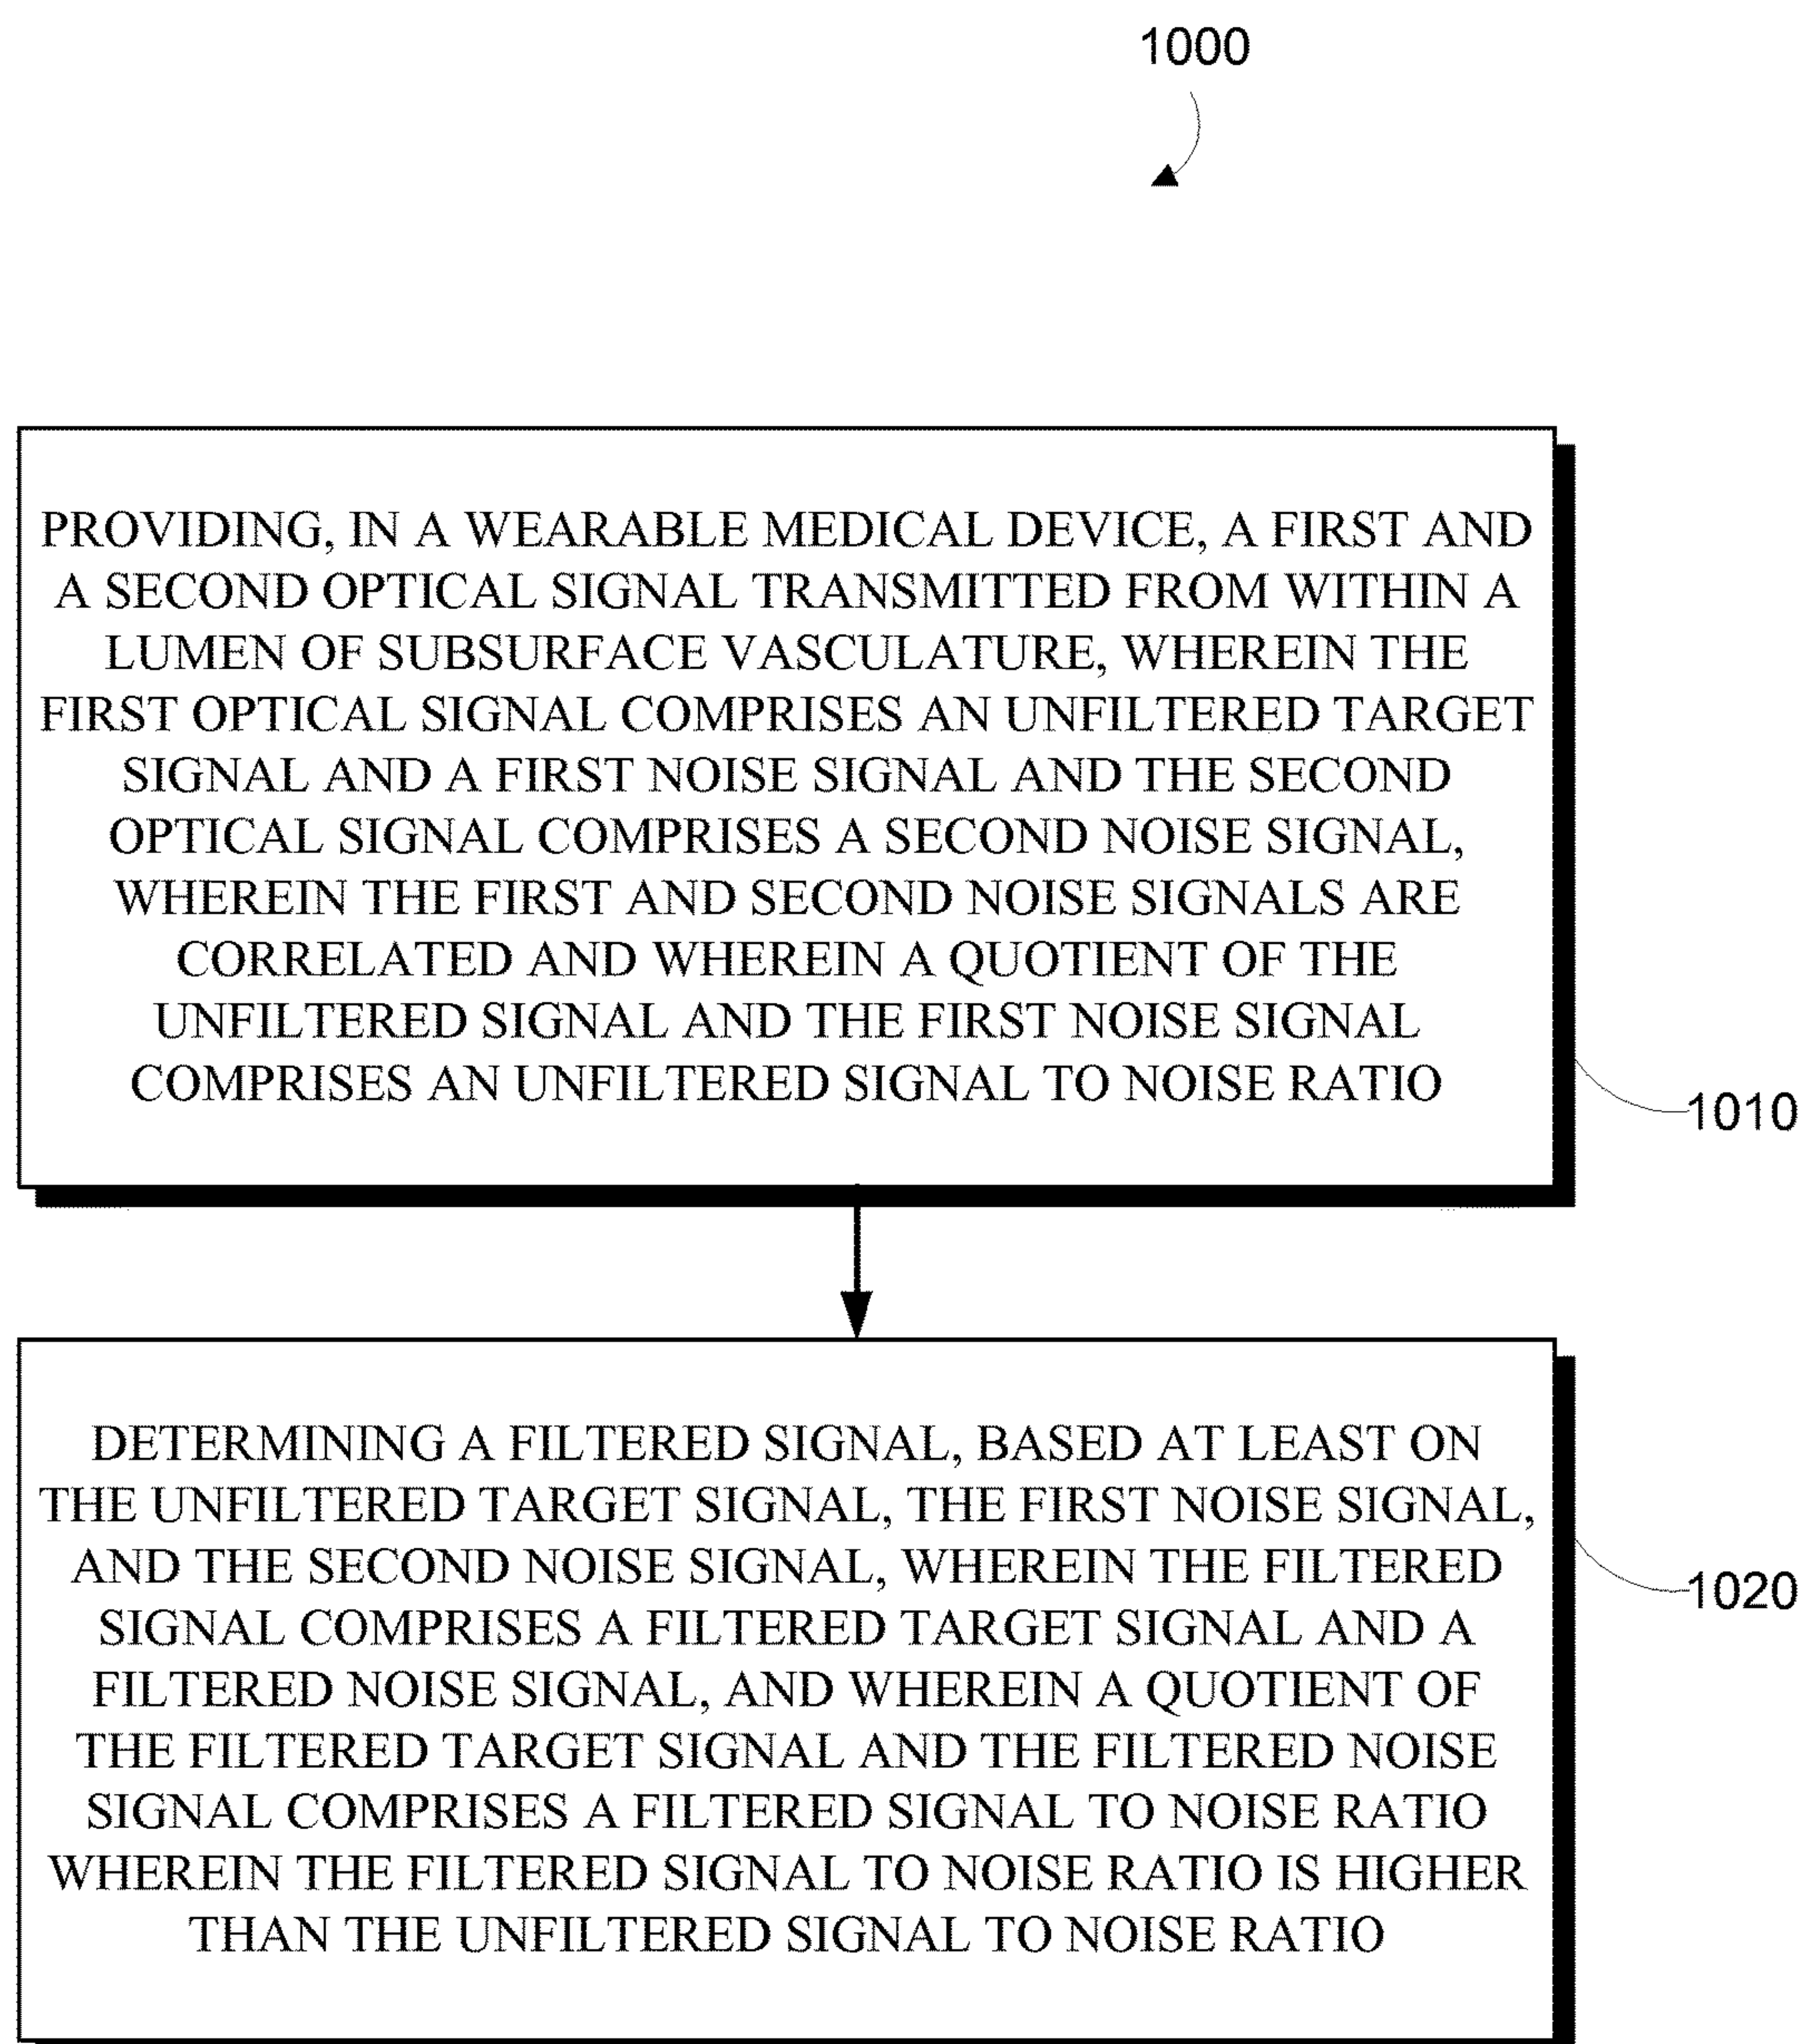 1000
PROVIDING, IN A WEARABLE MEDICAL DEVICE, A FIRST AND
A SECOND OPTICAL SIGNAL TRANSMITTED FROM WITHIN A
LUMEN OF SUBSURFACE VASCULATURE, WHEREIN THE
FIRST OPTICAL SIGNAL COMPRISES AN UNFILTERED TARGET
SIGNAL AND A FIRST NOISE SIGNAL AND THE SECOND
OPTICAL SIGNAL COMPRISES A SECOND NOISE SIGNAL,
WHEREIN THE FIRST AND SECOND NOISE SIGNALS ARE
CORRELATED AND WHEREIN A QUOTIENT OF THE
UNFILTERED SIGNAL AND THE FIRST NOISE SIGNAL
COMPRISES AN UNFILTERED SIGNAL TO NOISE RATIO
1010
DETERMINING A FILTERED SIGNAL, BASED AT LEAST ON
THE UNFILTERED TARGET SIGNAL, THE FIRST NOISE SIGNAL,
AND THE SECOND NOISE SIGNAL, WHEREIN THE FILTERED
SIGNAL COMPRISES A FILTERED TARGET SIGNAL AND A
FILTERED NOISE SIGNAL, AND WHEREIN A QUOTIENT OF
THE FILTERED TARGET SIGNAL AND THE FILTERED NOISE
SIGNAL COMPRISES A FILTERED SIGNAL TO NOISE RATIO
WHEREIN THE FILTERED SIGNAL TO NOISE RATIO IS HIGHER
THAN THE UNFILTERED SIGNAL TO NOISE RATIO
1020